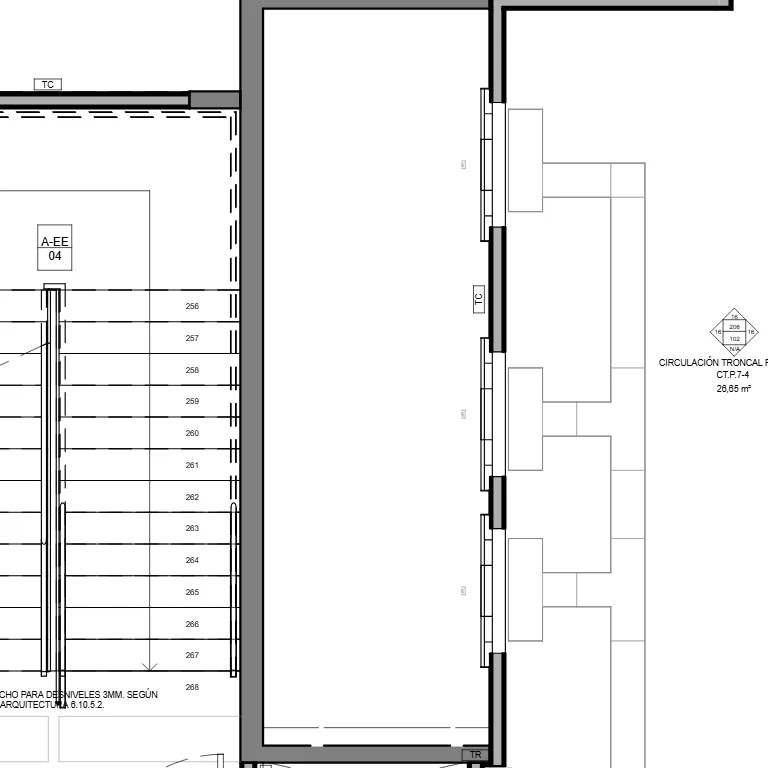 TC
A-EE
04
256
257
258
259
260
261
262
263
264
265
266
267
268
CHO PARA DESNIVELES 3MM. SEGÚN
ARQUITECTURA 6.10.5.2.
TC
TR
16
16
206
16
102
N/A
CIRCULACIÓN TRONCAL
CT.P.7-4
26,65 m²